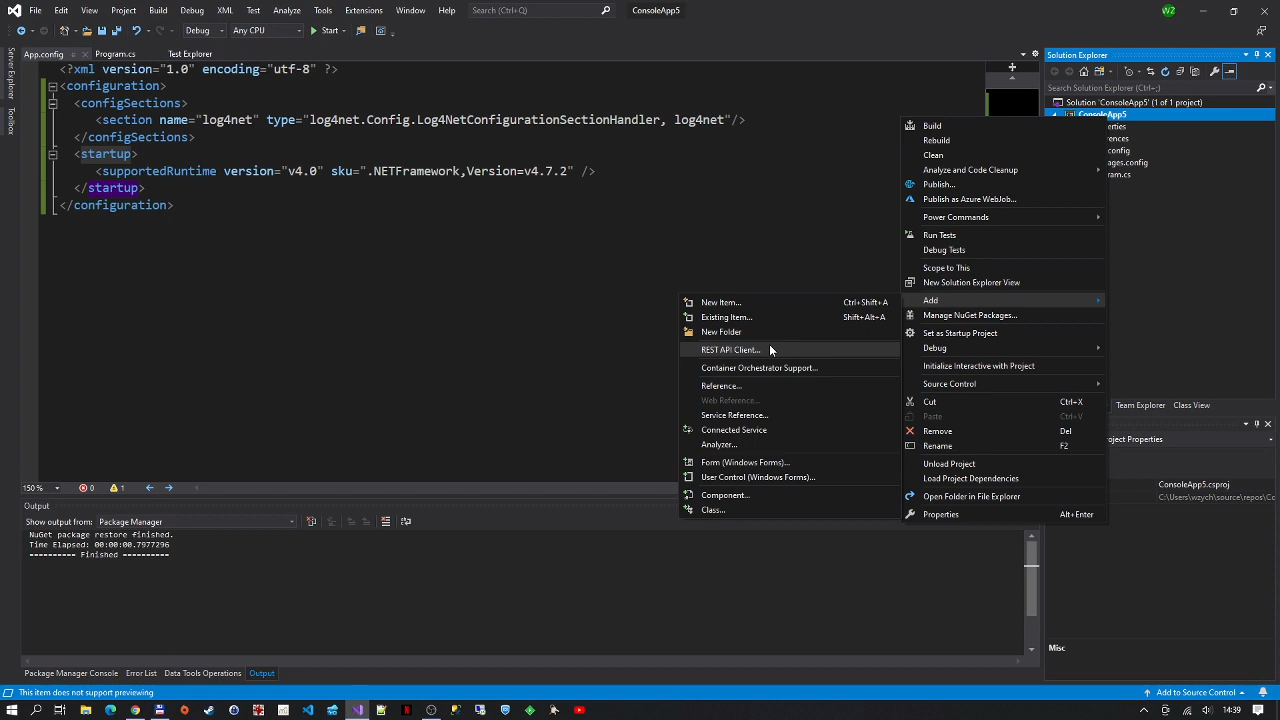 File Edit View Project Build Debug XML Test Analyze Tools Extensions Window Help Search (Ctrl+Q) ConsoleApp5 WZ
Debug Any CPU Start
App.config Program.cs Test Explorer
Server Explorer
Toolbox
<?xml version="1.0" encoding="utf-8" ?>
<configuration>
<configSections>
<section name="log4net" type="log4net.Config.Log4NetConfigurationSectionHandler, log4net"/>
</configSections>
<startup>
<supportedRuntime version="v4.0" sku=".NETFramework,Version=v4.7.2" />
</startup>
</configuration>
Solution Explorer
Search Solution Explorer (Ctrl+;)
Solution 'ConsoleApp5' (1 of 1 project)
ConsoleApp5
Build
Rebuild
Clean
Analyze and Code Cleanup
Publish...
Publish as Azure WebJob...
Power Commands
Run Tests
Debug Tests
Scope to This
New Solution Explorer View
Add
Manage NuGet Packages...
Set as Startup Project
Debug
Initialize Interactive with Project
Source Control
Cut Ctrl+X
Paste Ctrl+V
Remove Del
Rename F2
Unload Project
Load Project Dependencies
Open Folder in File Explorer
Properties Alt+Enter
New Item... Ctrl+Shift+A
Existing Item... Shift+Alt+A
New Folder
REST API Client...
Container Orchestrator Support...
Reference...
Web Reference...
Service Reference...
Connected Service
Analyzer...
Form (Windows Forms)...
User Control (Windows Forms)...
Component...
Class...
Team Explorer Class View
Project Properties
ConsoleApp5.csproj
C:\Users\wzych\source\repos\Co
Misc
150 % 0 1
Output
Show output from: Package Manager
NuGet package restore finished.
Time Elapsed: 00:00:00.7977296
---------- Finished ----------
Package Manager Console Error List Data Tools Operations Output
This item does not support previewing Add to Source Control
14:39